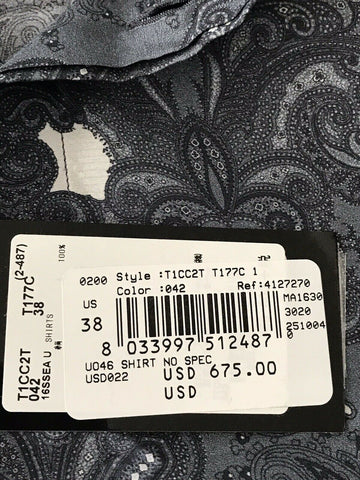 T1CC2T T177C (2-487)
042 38
16SSEA U SHIRTS 100%
0200 Style :T1CC2T T177C 1
Color :042 Ref:4127270
US
38
MA1630
3020
251004
0
8 033997 512487
U046 SHIRT NO SPEC
USD022 USD 675.00
USD